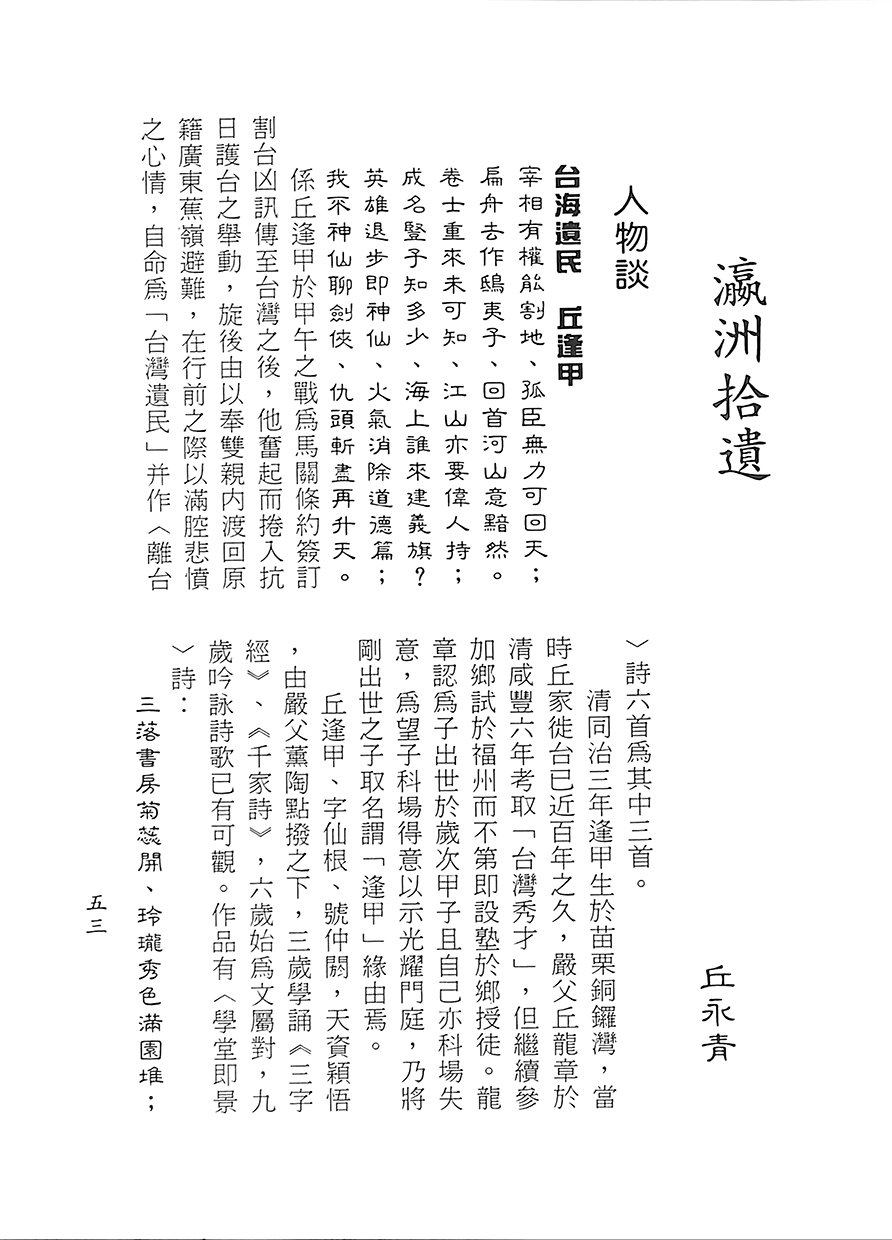 瀛洲拾遺
丘永青
人物談
台海遺民　丘逢甲
宰相有權能割地、孤臣無力可回天；
扁舟去作鴟夷子、回首河山意黯然。
卷士重來未可知、江山亦要偉人持；
成名豎子知多少、海上誰來建義旗？
英雄退步即神仙、火氣消除道德篇；
我不神仙聊劍俠、仇頭斬盡再升天。
係丘逢甲於甲午之戰爲馬關條約簽訂
割台凶訊傳至台灣之後，他奮起而捲入抗
日護台之舉動，旋後由以奉雙親内渡回原
籍廣東蕉嶺避難，在行前之際以滿腔悲憤
之心情，自命爲「台灣遺民」并作〈離台
〉詩六首爲其中三首。
清同治三年逢甲生於苗栗銅鑼灣，當
時丘家徙台已近百年之久，嚴父丘龍章於
清咸豐六年考取「台灣秀才」，但繼續參
加鄉試於福州而不第即設塾於鄉授徒。龍
章認爲子出世於歲次甲子且自己亦科場失
意，爲望子科場得意以示光耀門庭，乃將
剛出世之子取名謂「逢甲」緣由焉。
丘逢甲、字仙根、號仲閼，天資穎悟
，由嚴父薰陶點撥之下，三歲學誦《三字
經》、《千家詩》，六歲始爲文屬對，九
歲吟詠詩歌已有可觀。作品有〈學堂即景
〉詩：
三落書房菊蕊開、玲瓏秀色滿園堆；
五三